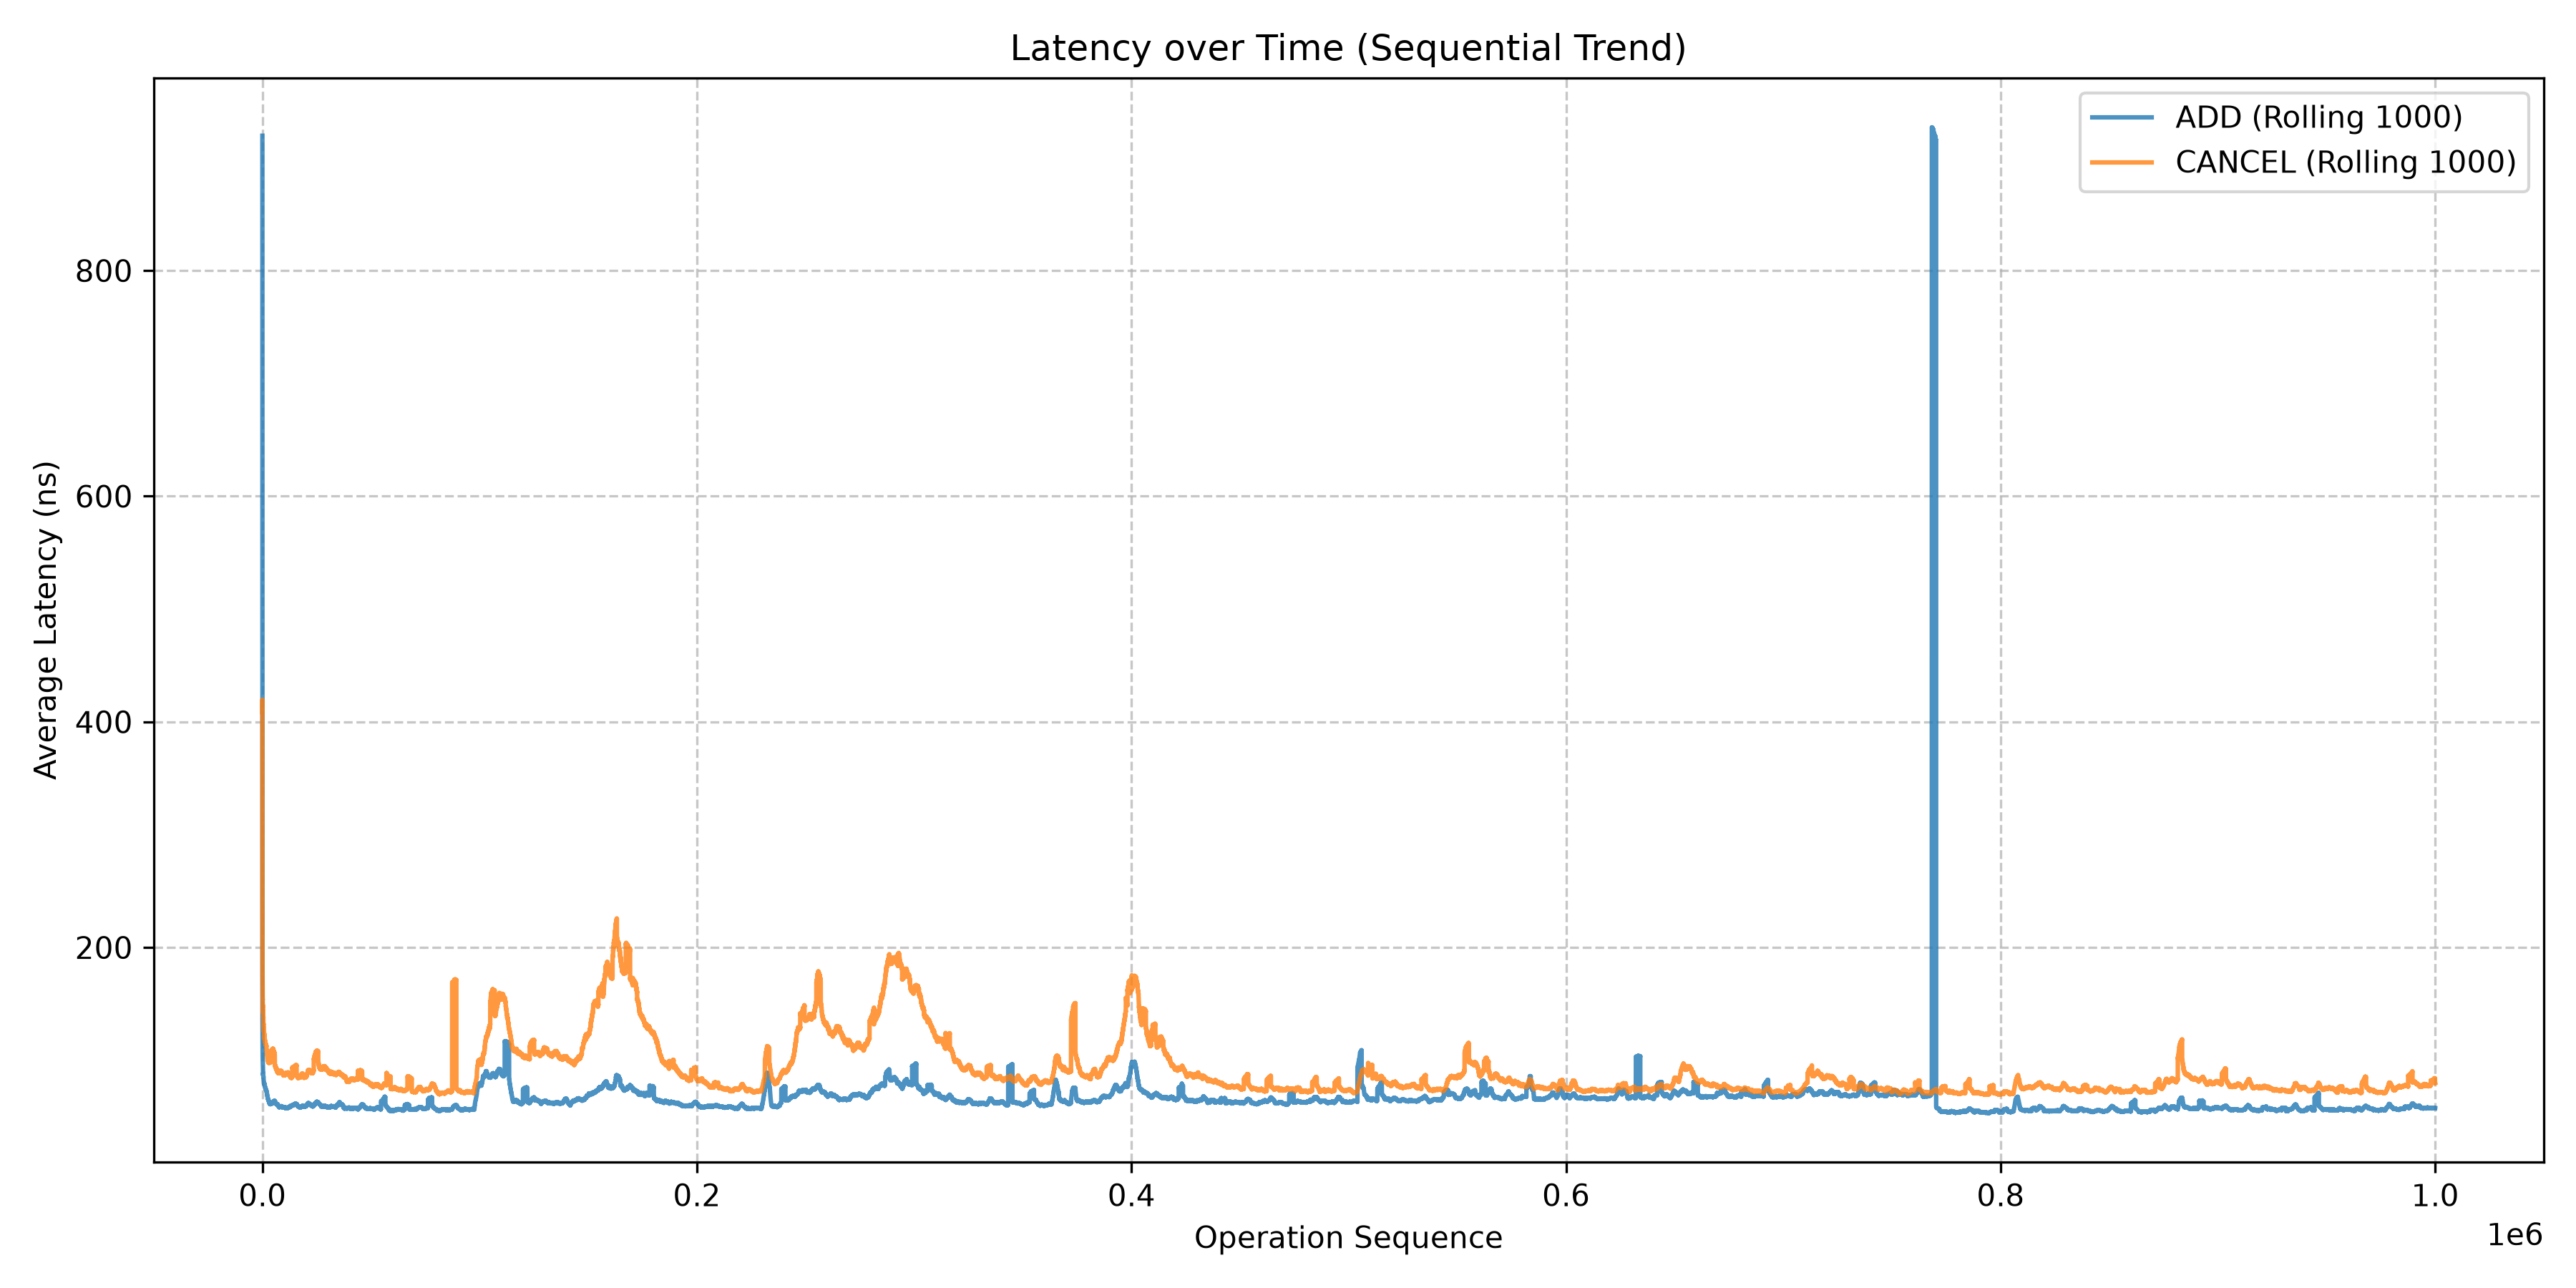 Latency over Time (Sequential Trend)
ADD (Rolling 1000)
CANCEL (Rolling 1000)
Average Latency (ns)
800
600
400
200
0.0
0.2
0.4
0.6
0.8
1.0
1e6
Operation Sequence